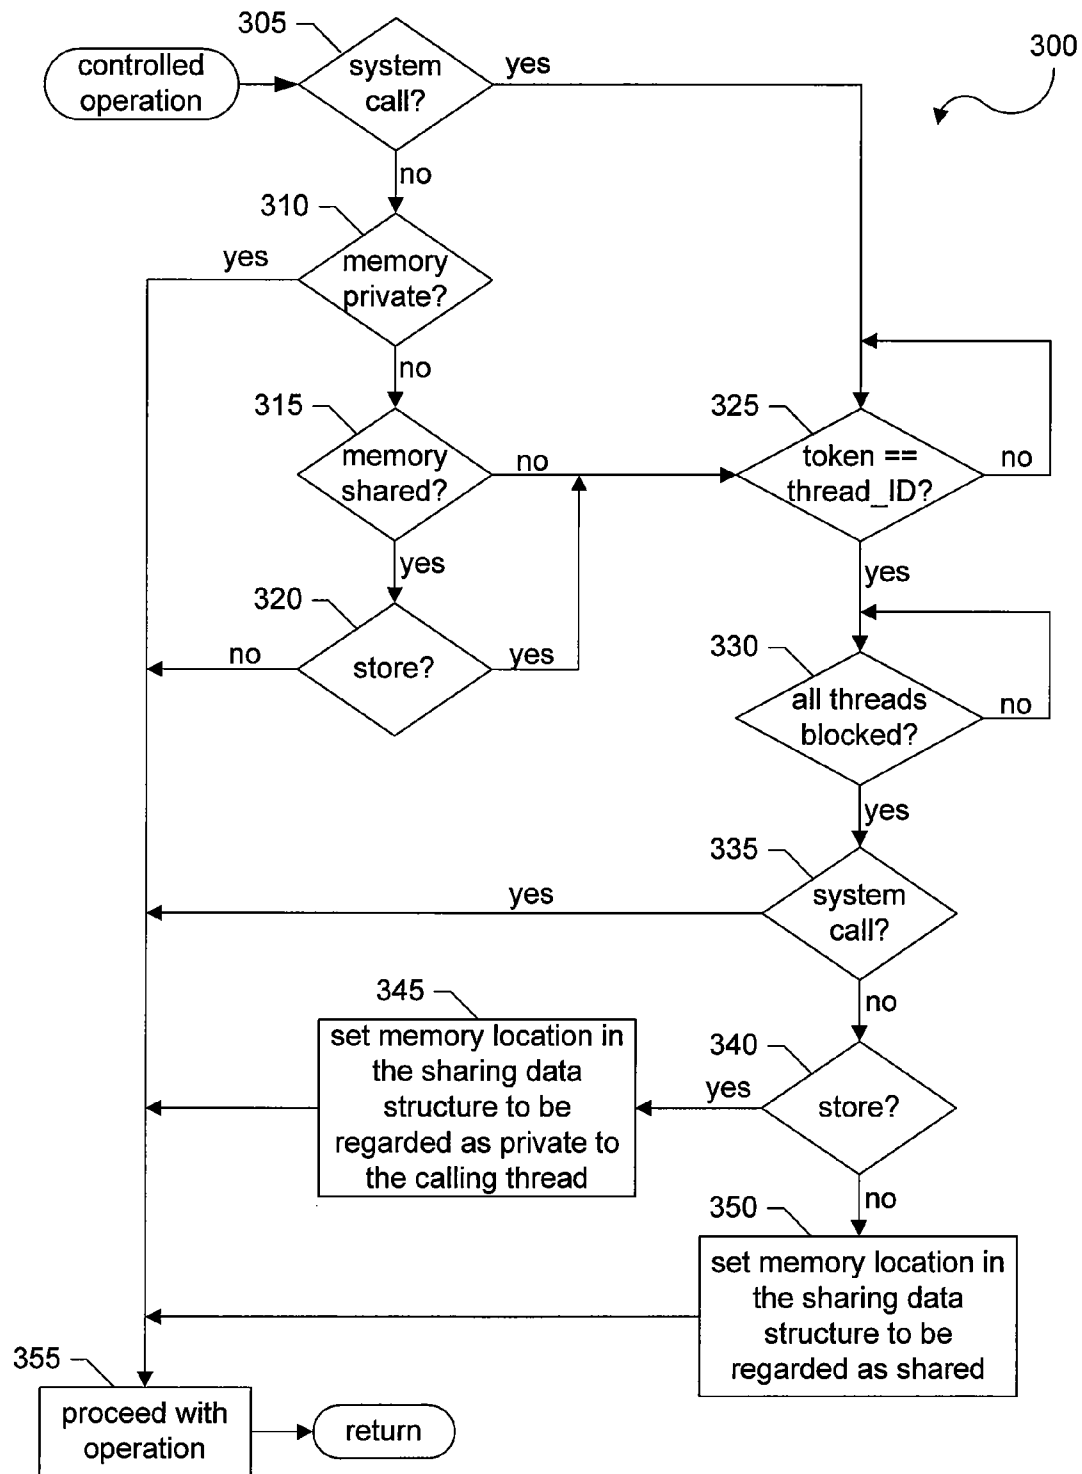 305
300
controlled
operation
system
call?
yes
no
310
yes
memory
private?
no
315
325
memory
shared?
no
token ==
thread_ID?
no
yes
yes
320
330
no
store?
yes
all threads
blocked?
no
yes
335
yes
system
call?
no
345
340
set memory location in
the sharing data
structure to be
regarded as private to
the calling thread
yes
store?
no
350
set memory location in
the sharing data
structure to be
regarded as shared
355
proceed with
operation
return